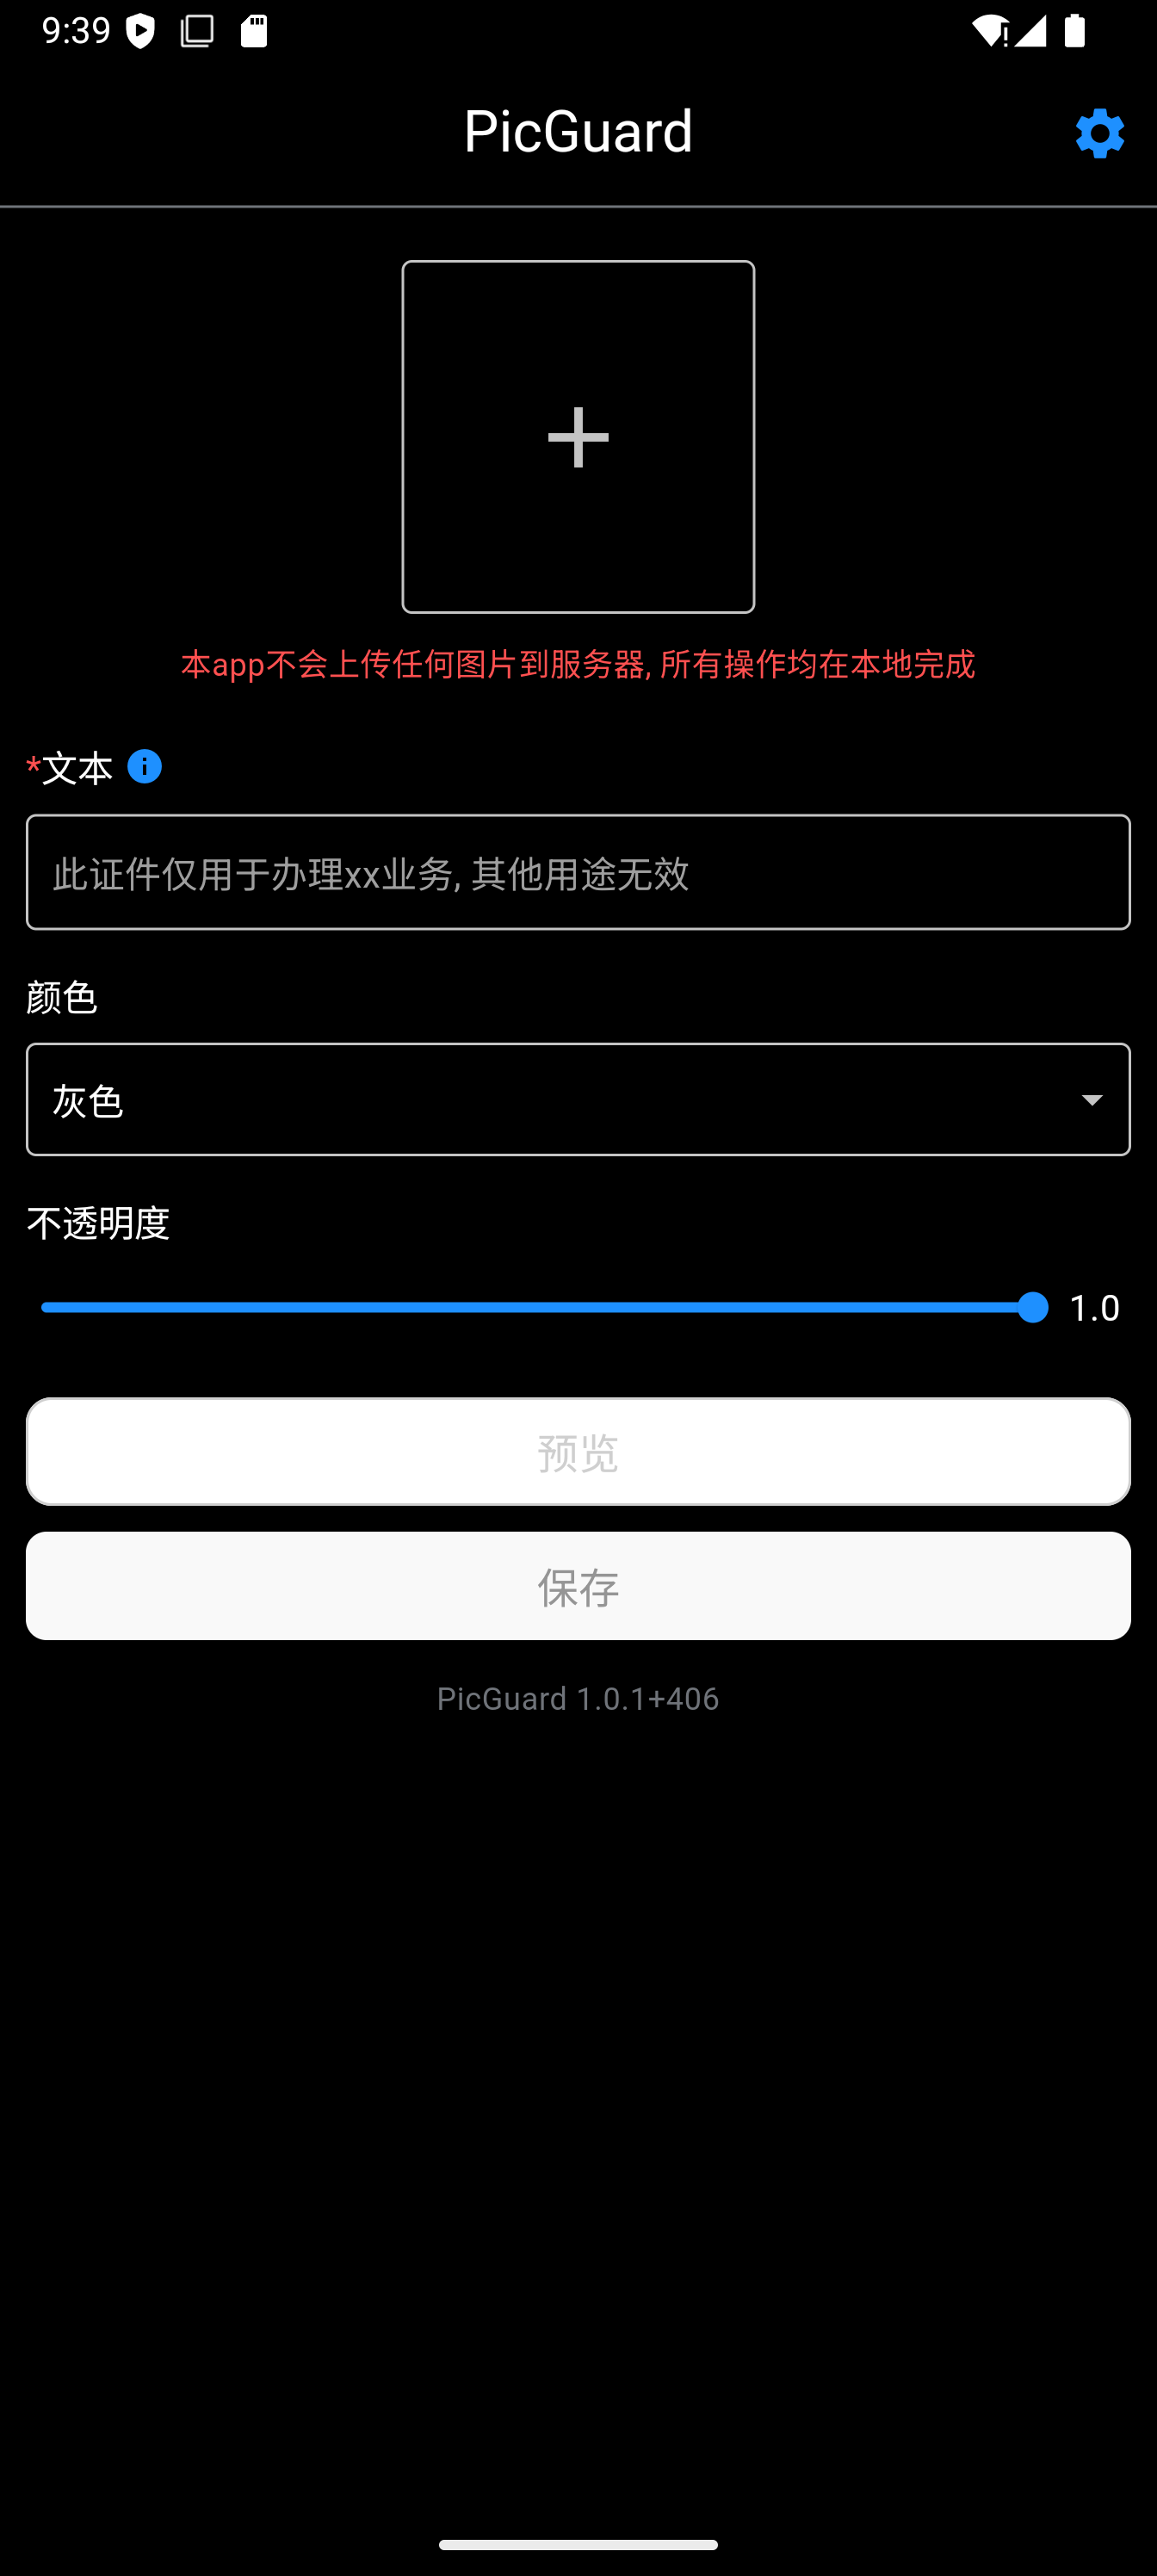 9:39
PicGuard
本app不会上传任何图片到服务器, 所有操作均在本地完成
*文本
此证件仅用于办理xx业务, 其他用途无效
颜色
灰色
不透明度
1.0
预览
保存
PicGuard 1.0.1+406